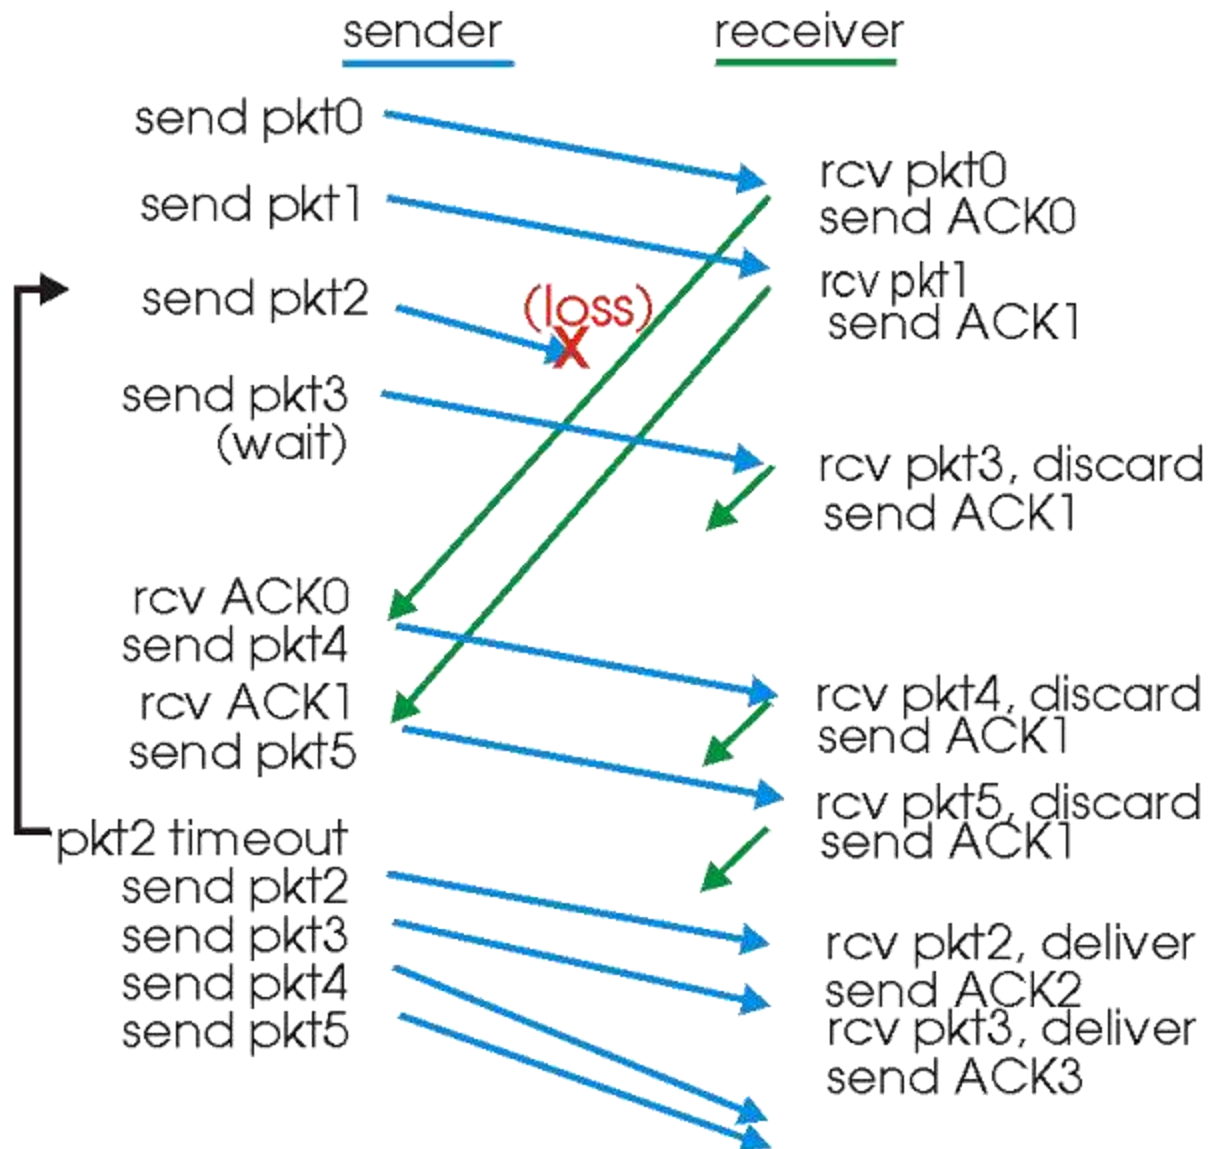 sender
receiver
send pkt0
send pkt1
send pkt2
(loss)
X
send pkt3
(wait)
rcv ACK0
send pkt4
rcv ACK1
send pkt5
pkt2 timeout
send pkt2
send pkt3
send pkt4
send pkt5
rcv pkt0
send ACK0
rcv pkt1
send ACK1
rcv pkt3, discard
send ACK1
rcv pkt4, discard
send ACK1
rcv pkt5, discard
send ACK1
rcv pkt2, deliver
send ACK2
rcv pkt3, deliver
send ACK3